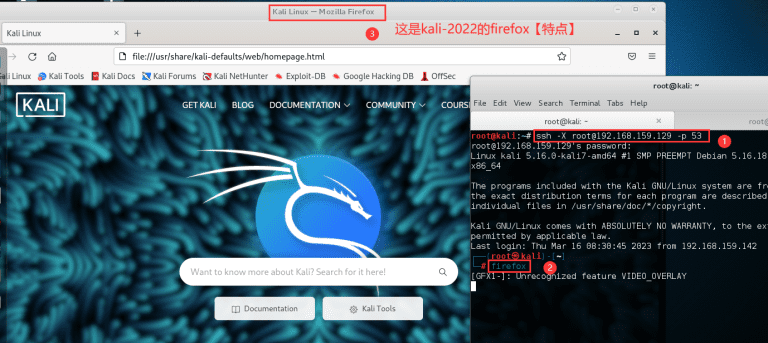 Kali Linux — Mozilla Firefox
③ 这是kali-2022的firefox【特点】
Kali Linux
file:///usr/share/kali-defaults/web/homepage.html
Kali Linux Kali Tools Kali Docs Kali Forums Kali NetHunter Exploit-DB Google Hacking DB OffSec
KALI
GET KALI BLOG DOCUMENTATION COMMUNITY COURS
Want to know more about Kali? Search for it here!
Documentation Kali Tools
root@kali: ~
File Edit View Search Terminal Tabs Help
root@kali: ~ root@kali: ~
root@kali:~# ssh -X root@192.168.159.129 -p 53 ①
root@192.168.159.129's password:
Linux kali 5.16.0-kali7-amd64 #1 SMP PREEMPT Debian 5.16.18
x86_64
The programs included with the Kali GNU/Linux system are fre
the exact distribution terms for each program are described
individual files in /usr/share/doc/*/copyright.
Kali GNU/Linux comes with ABSOLUTELY NO WARRANTY, to the ext
permitted by applicable law.
Last login: Thu Mar 16 08:30:45 2023 from 192.168.159.142
┌──(root㉿kali)-[~]
└─# firefox ②
[GFX1-]: Unrecognized feature VIDEO_OVERLAY